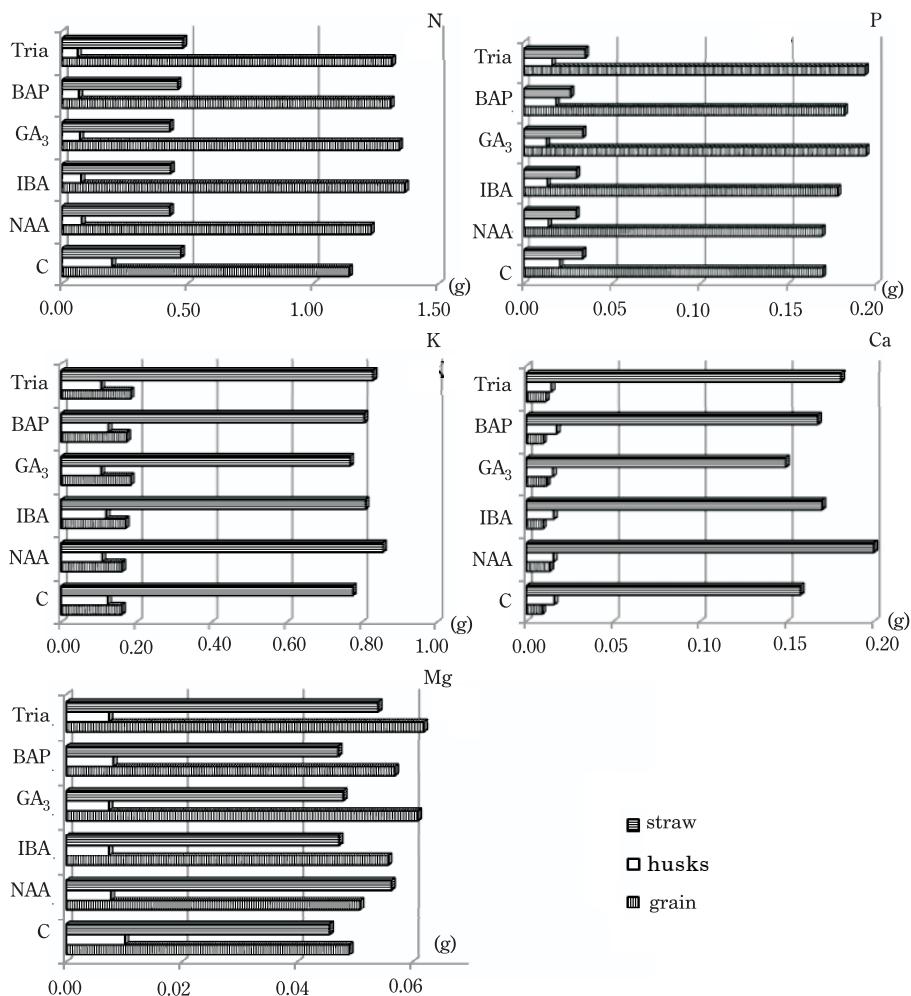 N
Tria
BAP
GA₃
IBA
NAA
C
0.00 0.50 1.00 1.50 (g)
P
Tria
BAP
GA₃
IBA
NAA
C
0.00 0.05 0.10 0.15 0.20 (g)
K
Tria
BAP
GA₃
IBA
NAA
C
0.00 0.20 0.40 0.60 0.80 1.00 (g)
Ca
Tria
BAP
GA₃
IBA
NAA
C
0.00 0.05 0.10 0.15 0.20 (g)
Mg
Tria
BAP
GA₃
IBA
NAA
C
(g)
0.00 0.02 0.04 0.06
straw
husks
grain